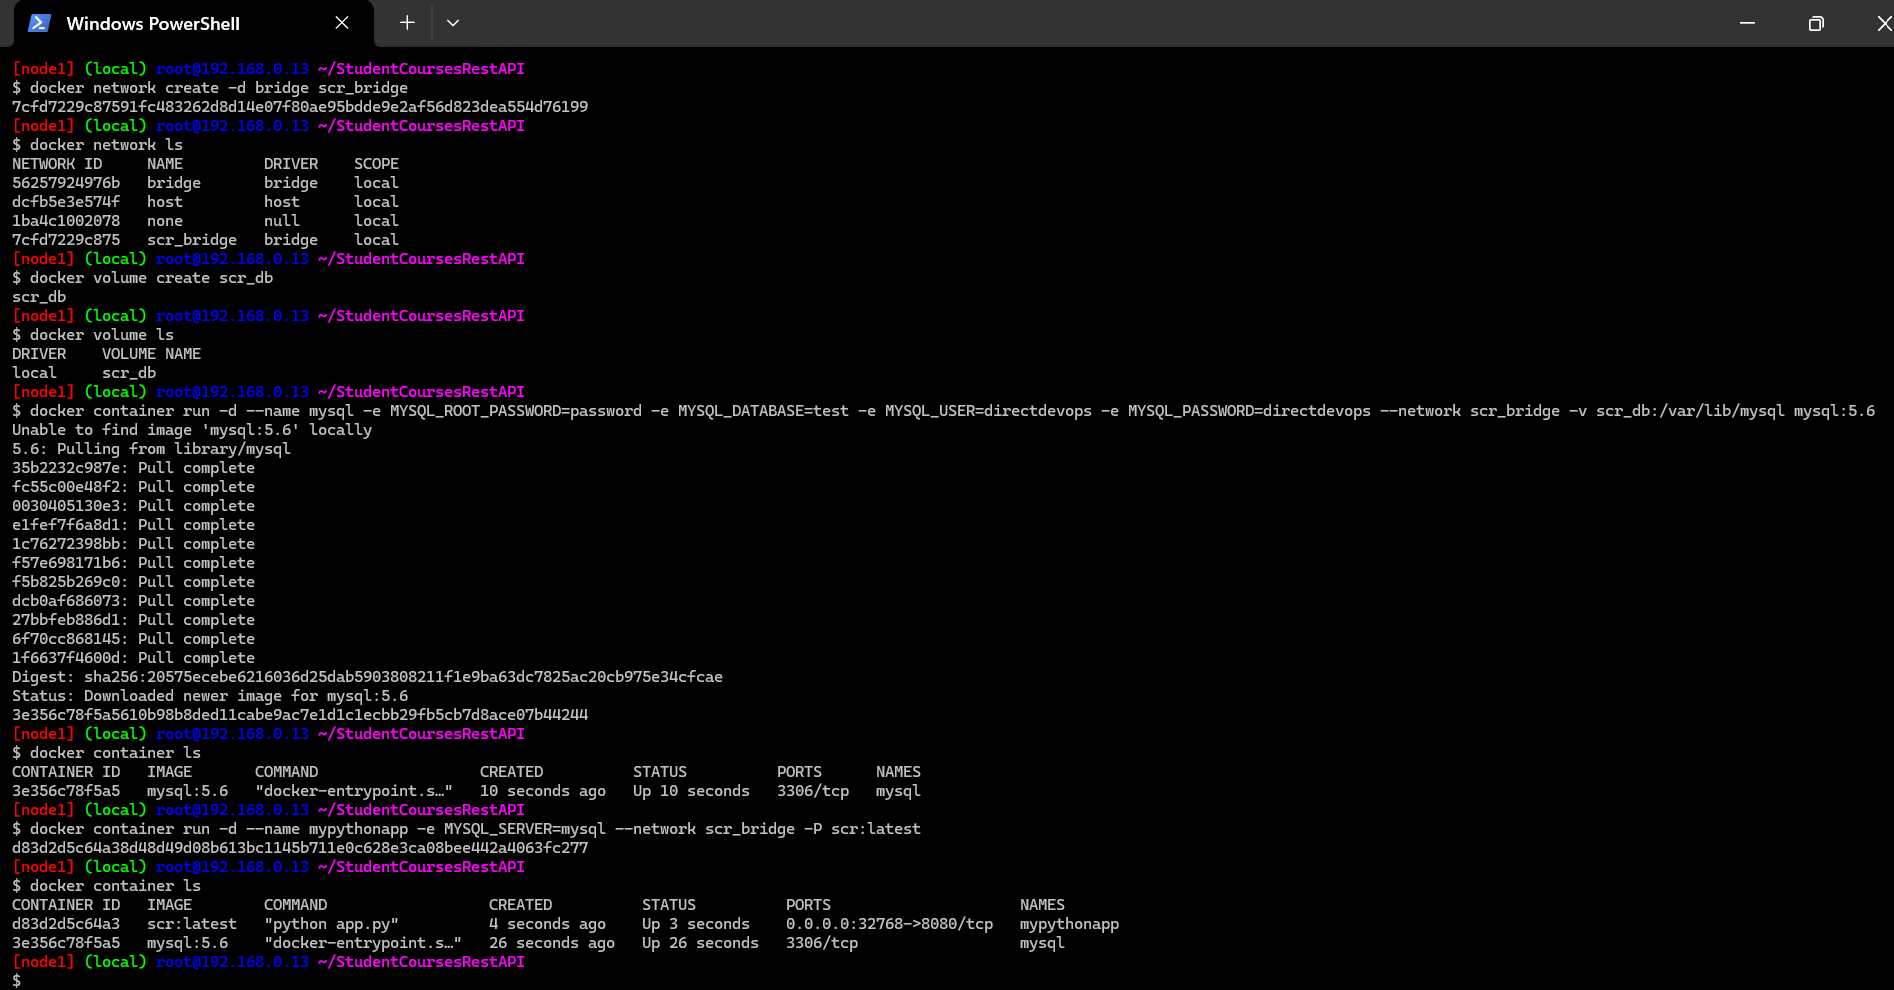 Windows PowerShell
[node1] (local) root@192.168.0.13 ~/StudentCoursesRestAPI
$ docker network create -d bridge scr_bridge
7cfd7229c87591fc483262d8d14e07f80ae95bdde9e2af56d823dea554d76199
[node1] (local) root@192.168.0.13 ~/StudentCoursesRestAPI
$ docker network ls
NETWORK ID     NAME         DRIVER    SCOPE
56257924976b   bridge       bridge    local
dcfb5e3e574f   host         host      local
1ba4c1002078   none         null      local
7cfd7229c875   scr_bridge   bridge    local
[node1] (local) root@192.168.0.13 ~/StudentCoursesRestAPI
$ docker volume create scr_db
scr_db
[node1] (local) root@192.168.0.13 ~/StudentCoursesRestAPI
$ docker volume ls
DRIVER    VOLUME NAME
local     scr_db
[node1] (local) root@192.168.0.13 ~/StudentCoursesRestAPI
$ docker container run -d --name mysql -e MYSQL_ROOT_PASSWORD=password -e MYSQL_DATABASE=test -e MYSQL_USER=directdevops -e MYSQL_PASSWORD=directdevops --network scr_bridge -v scr_db:/var/lib/mysql mysql:5.6
Unable to find image 'mysql:5.6' locally
5.6: Pulling from library/mysql
35b2232c987e: Pull complete
fc55c00e48f2: Pull complete
0030405130e3: Pull complete
e1fef7f6a8d1: Pull complete
1c76272398bb: Pull complete
f57e698171b6: Pull complete
f5b825b269c0: Pull complete
dcb0af686073: Pull complete
27bbfeb886d1: Pull complete
6f70cc868145: Pull complete
1f6637f4600d: Pull complete
Digest: sha256:20575ecebe6216036d25dab5903808211f1e9ba63dc7825ac20cb975e34cfcae
Status: Downloaded newer image for mysql:5.6
3e356c78f5a5610b98b8ded11cabe9ac7e1d1c1ecbb29fb5cb7d8ace07b44244
[node1] (local) root@192.168.0.13 ~/StudentCoursesRestAPI
$ docker container ls
CONTAINER ID   IMAGE       COMMAND                  CREATED          STATUS          PORTS      NAMES
3e356c78f5a5   mysql:5.6   "docker-entrypoint.s…"   10 seconds ago   Up 10 seconds   3306/tcp   mysql
[node1] (local) root@192.168.0.13 ~/StudentCoursesRestAPI
$ docker container run -d --name mypythonapp -e MYSQL_SERVER=mysql --network scr_bridge -P scr:latest
d83d2d5c64a38d48d49d08b613bc1145b711e0c628e3ca08bee442a4063fc277
[node1] (local) root@192.168.0.13 ~/StudentCoursesRestAPI
$ docker container ls
CONTAINER ID   IMAGE        COMMAND                  CREATED          STATUS          PORTS                     NAMES
d83d2d5c64a3   scr:latest   "python app.py"          4 seconds ago    Up 3 seconds    0.0.0.0:32768->8080/tcp   mypythonapp
3e356c78f5a5   mysql:5.6    "docker-entrypoint.s…"   26 seconds ago   Up 26 seconds   3306/tcp                  mysql
[node1] (local) root@192.168.0.13 ~/StudentCoursesRestAPI
$